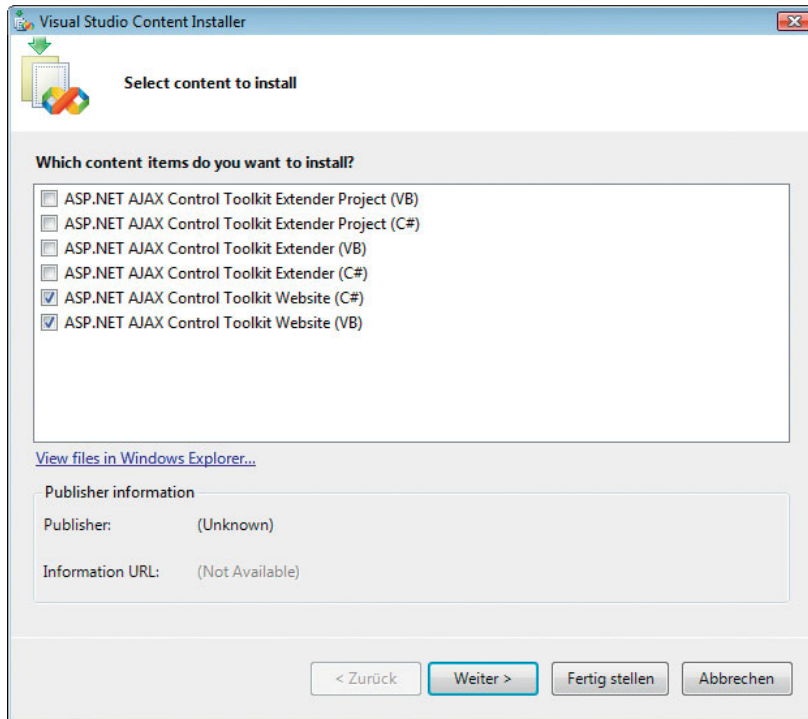 Visual Studio Content Installer
Select content to install
Which content items do you want to install?
ASP.NET AJAX Control Toolkit Extender Project (VB)
ASP.NET AJAX Control Toolkit Extender Project (C#)
ASP.NET AJAX Control Toolkit Extender (VB)
ASP.NET AJAX Control Toolkit Extender (C#)
ASP.NET AJAX Control Toolkit Website (C#)
ASP.NET AJAX Control Toolkit Website (VB)
View files in Windows Explorer...
Publisher information
Publisher: (Unknown)
Information URL: (Not Available)
< Zurück Weiter > Fertig stellen Abbrechen